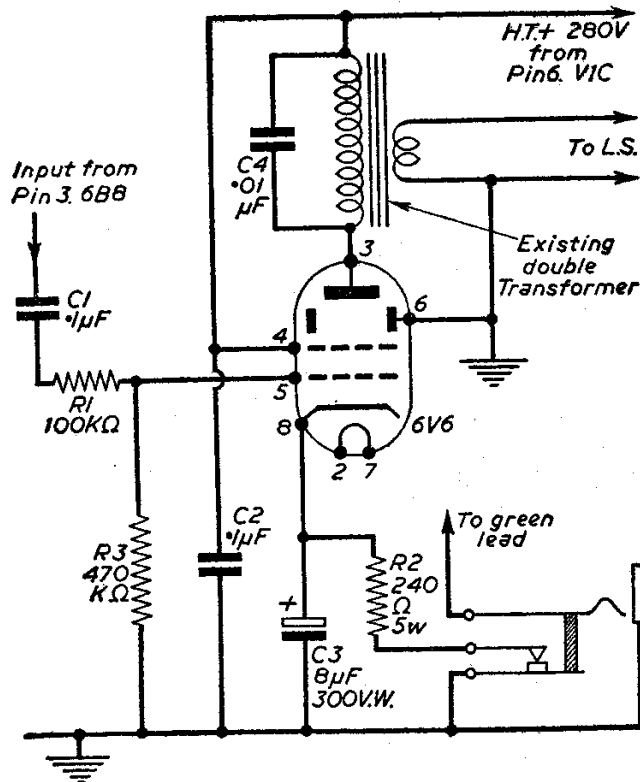 H.T.+ 280V
from
Pin6. V1C
To L.S.
Input from
Pin 3. 6B8
C4
·01
µF
3
Existing
double
Transformer
C1
·1µF
6
4
5
R1
100KΩ
8
6V6
2
7
C2
·1µF
To green
lead
R3
470
KΩ
R2
240
Ω
5w
+
C3
8µF
300V.W.